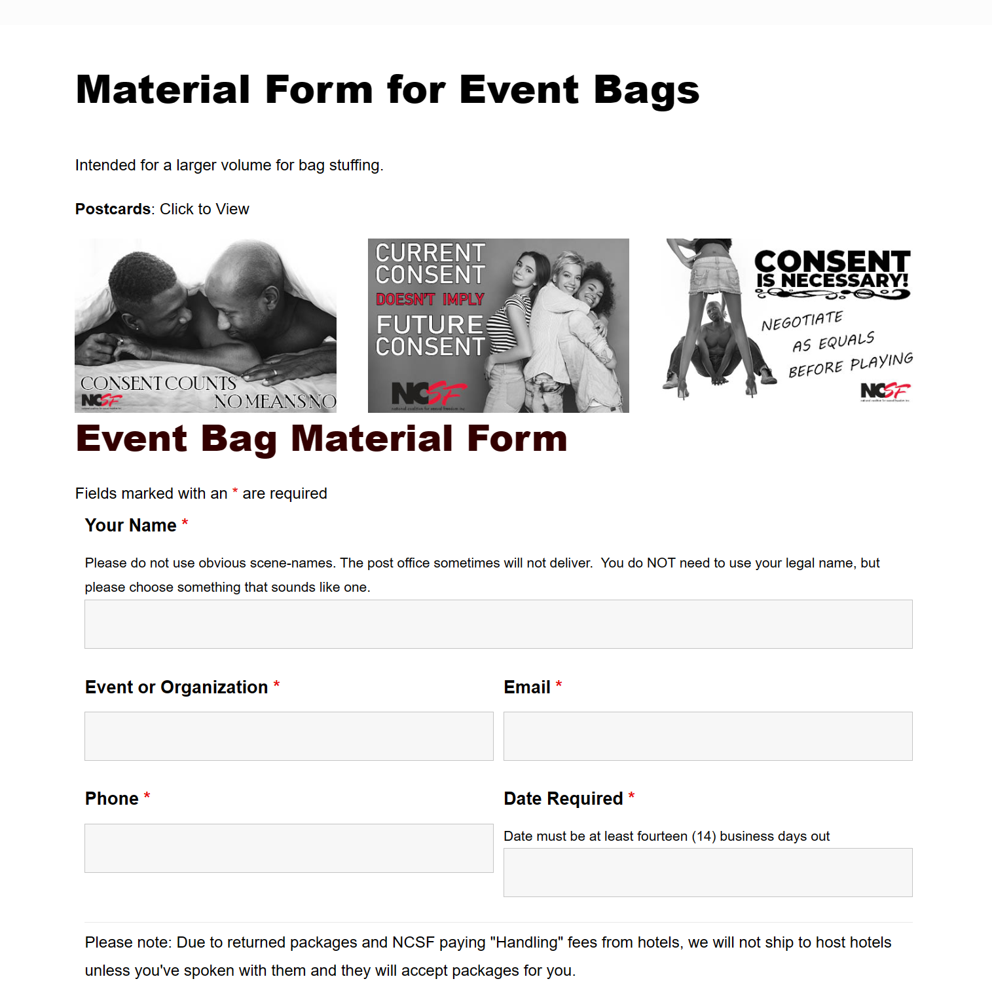 Material Form for Event Bags
Intended for a larger volume for bag stuffing.
Postcards: Click to View
CONSENT COUNTS
NCSF
NO MEANS NO
CURRENT
CONSENT
DOESN'T IMPLY
FUTURE
CONSENT
NCSF
national coalition for sexual freedom inc
CONSENT
IS NECESSARY!
NEGOTIATE
AS EQUALS
BEFORE PLAYING
NCSF
national coalition for sexual freedom inc
Event Bag Material Form
Fields marked with an * are required
Your Name *
Please do not use obvious scene-names. The post office sometimes will not deliver.  You do NOT need to use your legal name, but
please choose something that sounds like one.
Event or Organization *
Email *
Phone *
Date Required *
Date must be at least fourteen (14) business days out
Please note: Due to returned packages and NCSF paying "Handling" fees from hotels, we will not ship to host hotels
unless you've spoken with them and they will accept packages for you.